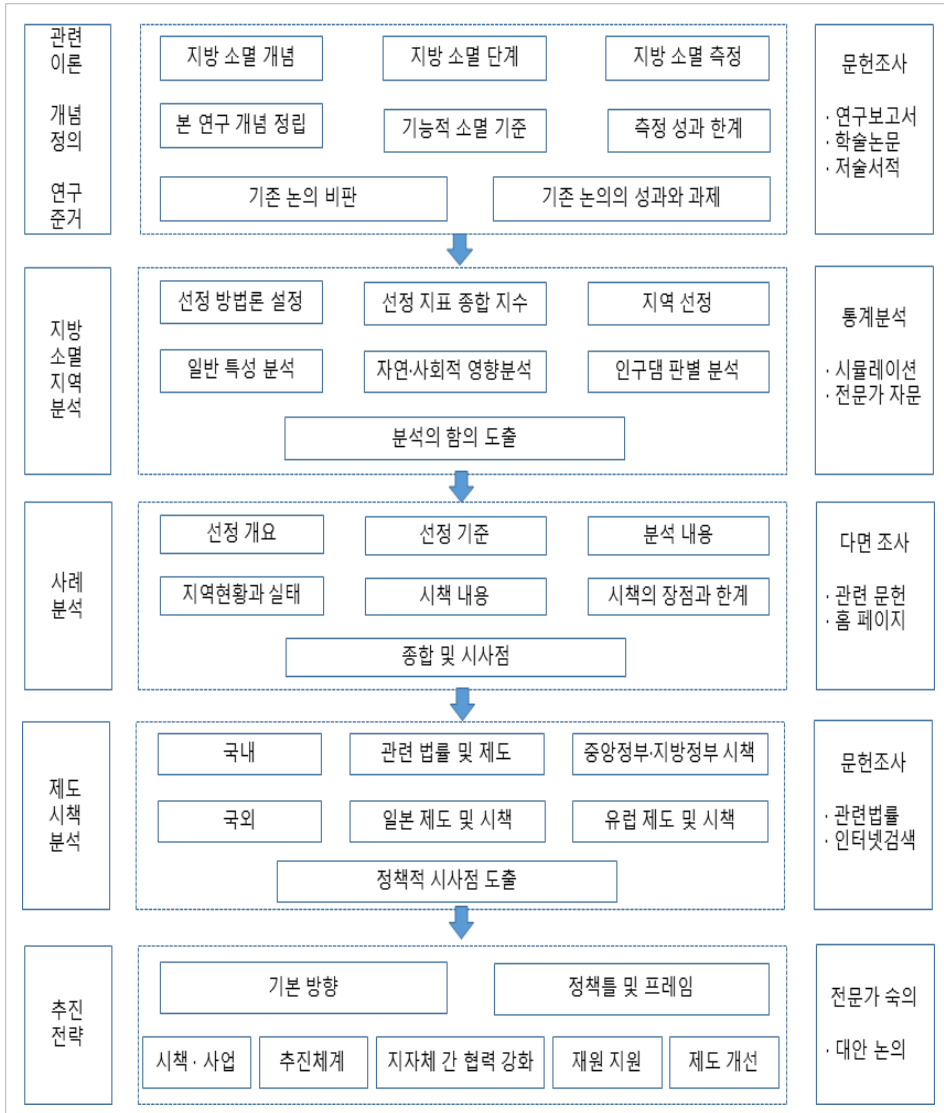 관련
이론
개념
정의
연구
준거
지방 소멸 개념
지방 소멸 단계
지방 소멸 측정
본 연구 개념 정립
기능적 소멸 기준
측정 성과 한계
기존 논의 비판
기존 논의의 성과와 과제
문헌조사
· 연구보고서
· 학술논문
· 저술서적
지방
소멸
지역
분석
선정 방법론 설정
선정 지표 종합 지수
지역 선정
일반 특성 분석
자연·사회적 영향분석
인구댐 판별 분석
분석의 함의 도출
통계분석
· 시뮬레이션
· 전문가 자문
사례
분석
선정 개요
선정 기준
분석 내용
지역현황과 실태
시책 내용
시책의 장점과 한계
종합 및 시사점
다면 조사
· 관련 문헌
· 홈 페이지
제도
시책
분석
국내
관련 법률 및 제도
중앙정부·지방정부 시책
국외
일본 제도 및 시책
유럽 제도 및 시책
정책적 시사점 도출
문헌조사
· 관련법률
· 인터넷검색
추진
전략
기본 방향
정책틀 및 프레임
시책· 사업
추진체계
지자체 간 협력 강화
재원 지원
제도 개선
전문가 숙의
· 대안 논의